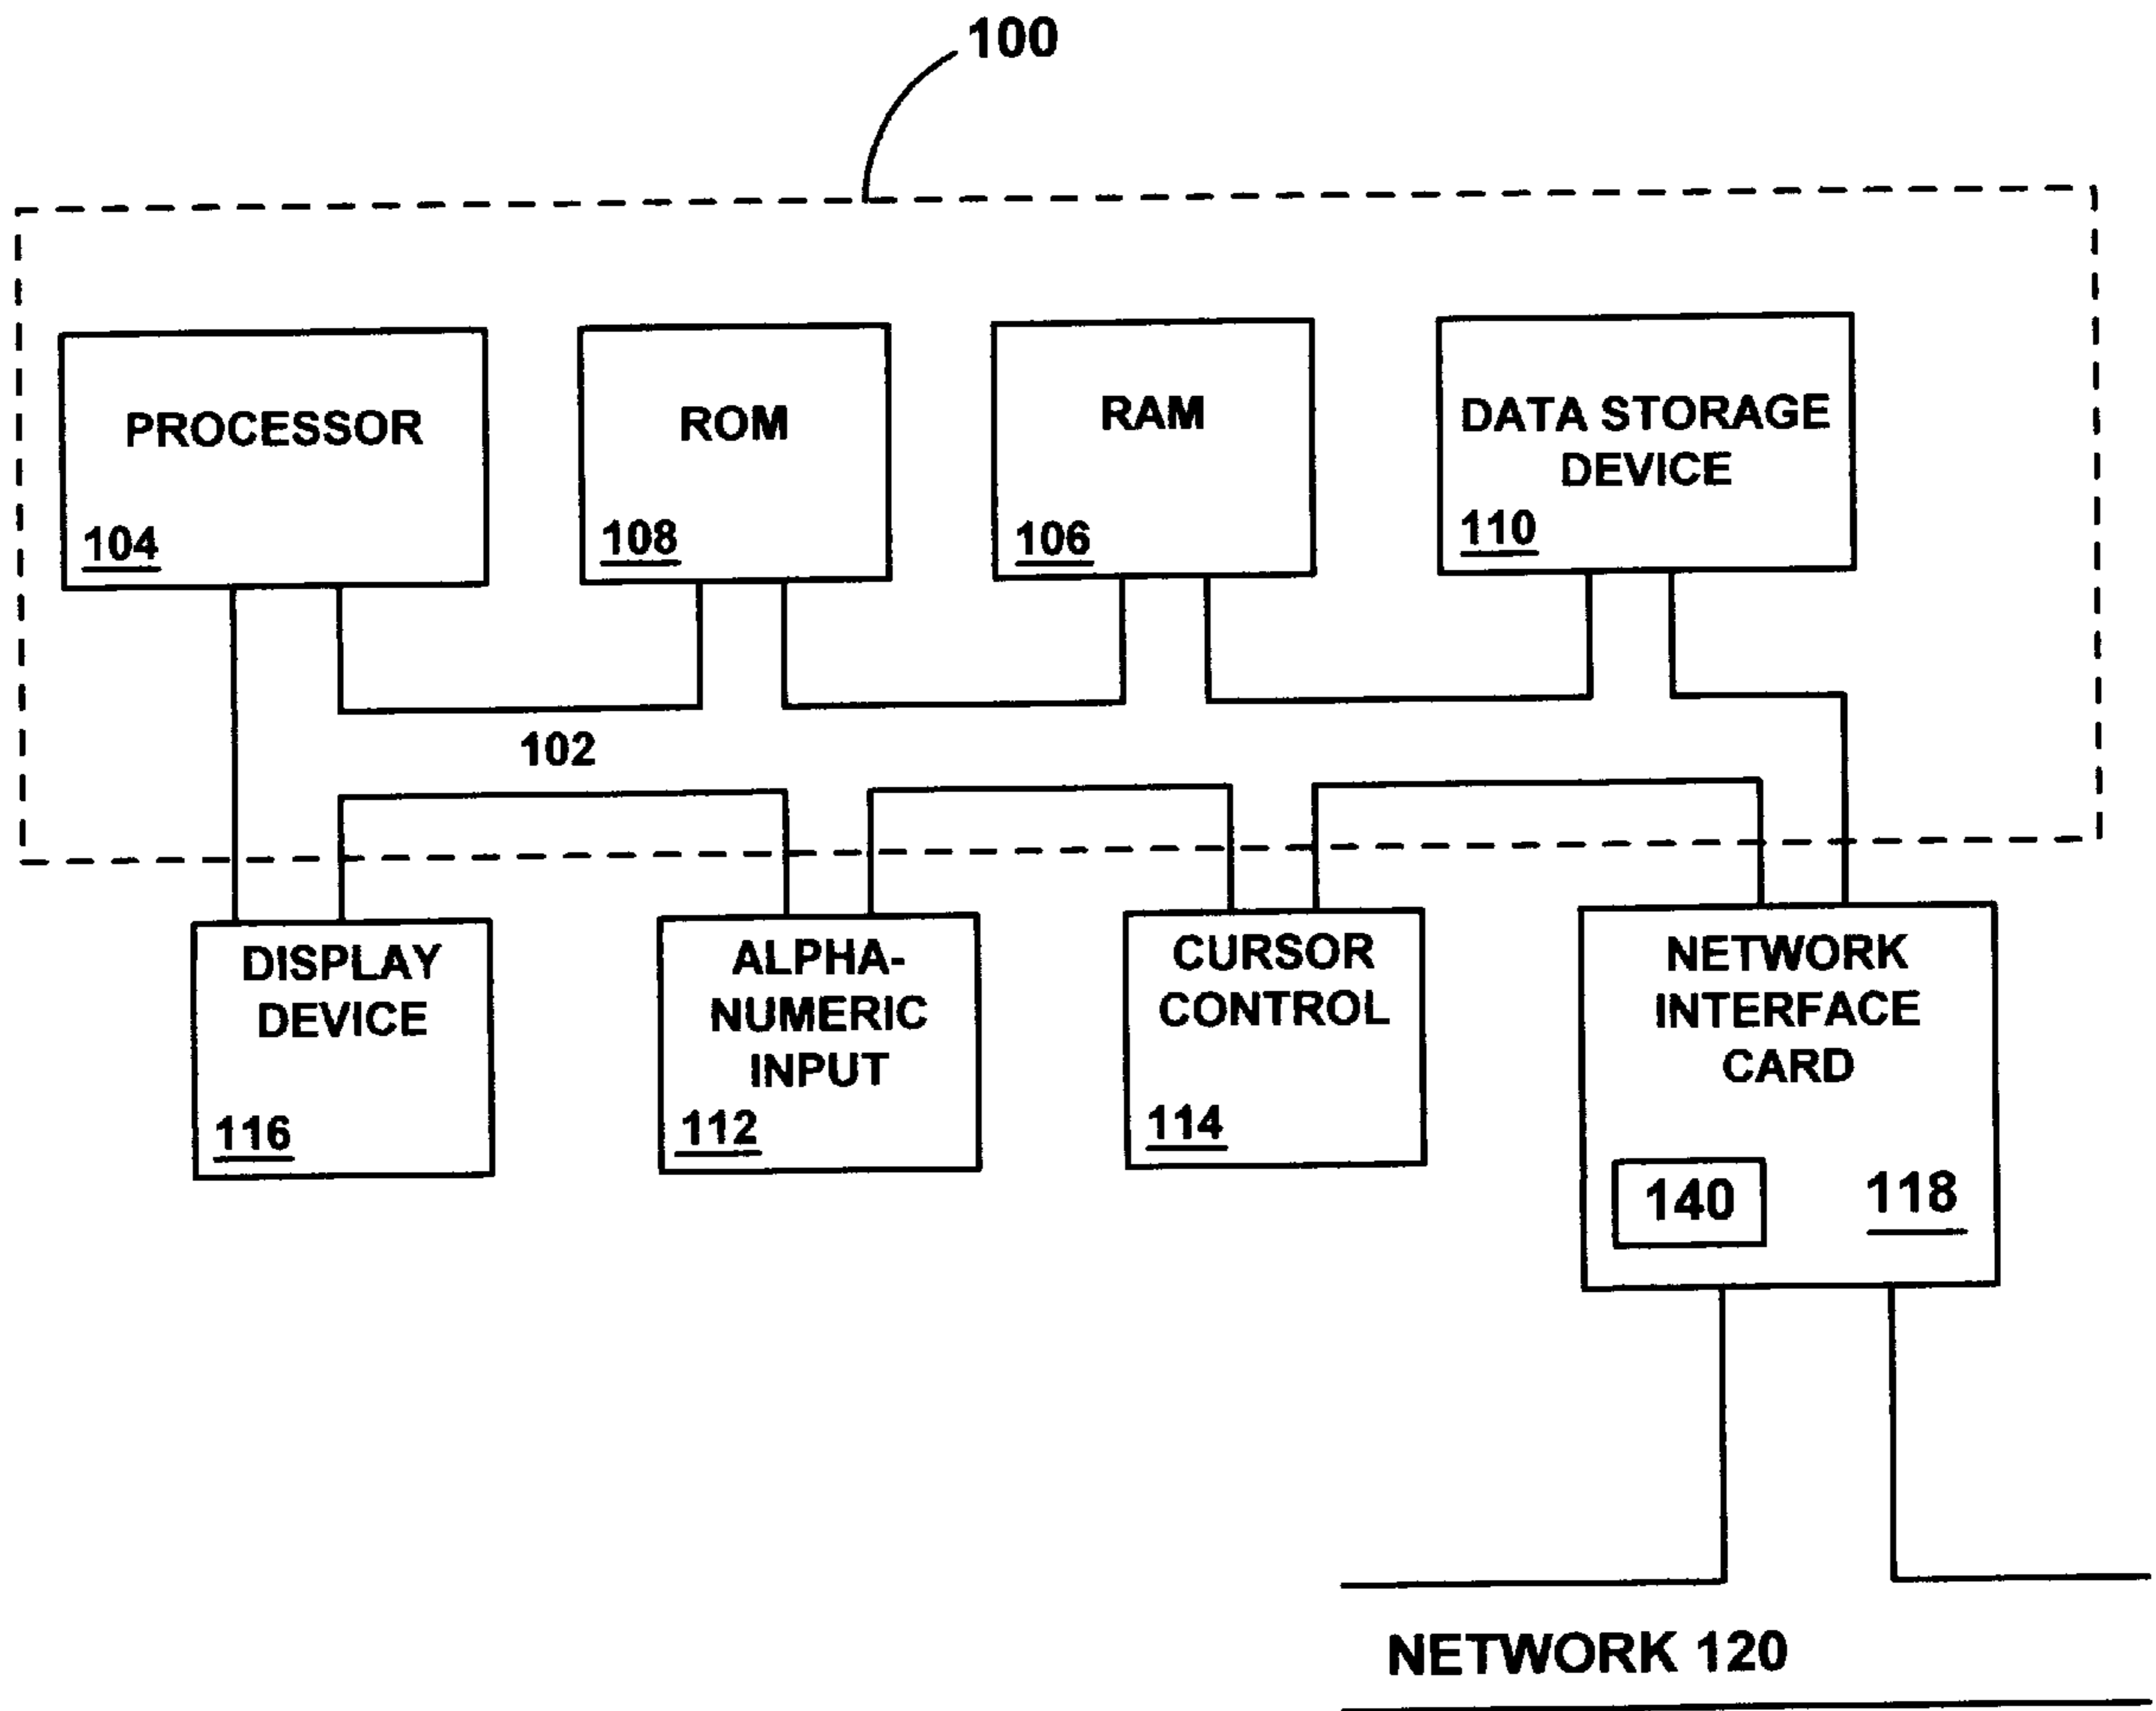 100
PROCESSOR
104
ROM
108
RAM
106
DATA STORAGE
DEVICE
110
102
DISPLAY
DEVICE
116
ALPHA-
NUMERIC
INPUT
112
CURSOR
CONTROL
114
NETWORK
INTERFACE
CARD
140
118
NETWORK 120